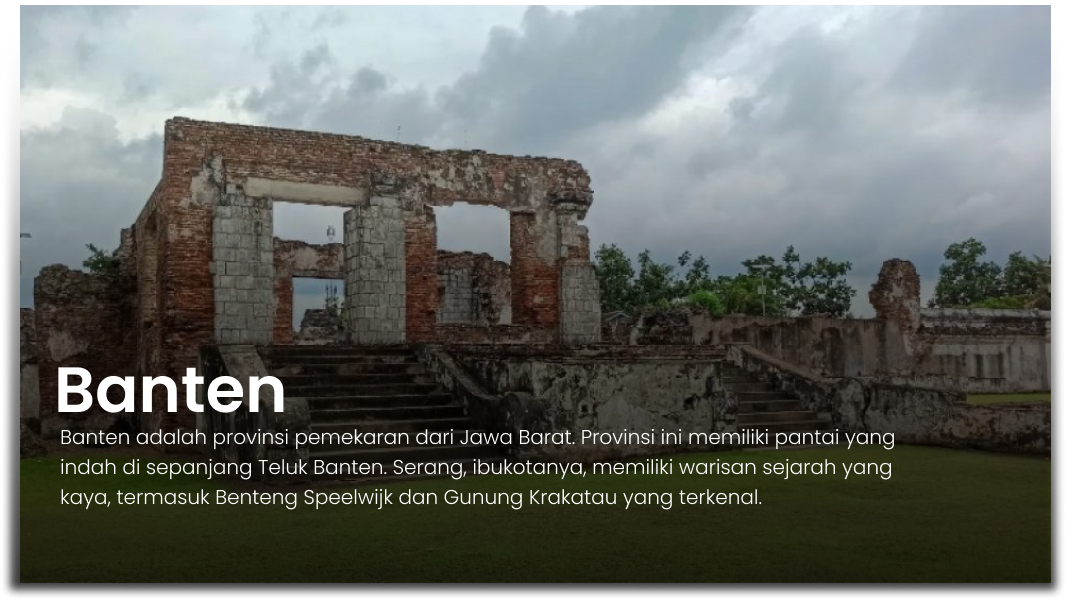 Banten
Banten adalah provinsi pemekaran dari Jawa Barat. Provinsi ini memiliki pantai yang
indah di sepanjang Teluk Banten. Serang, ibukotanya, memiliki warisan sejarah yang
kaya, termasuk Benteng Speelwijk dan Gunung Krakatau yang terkenal.